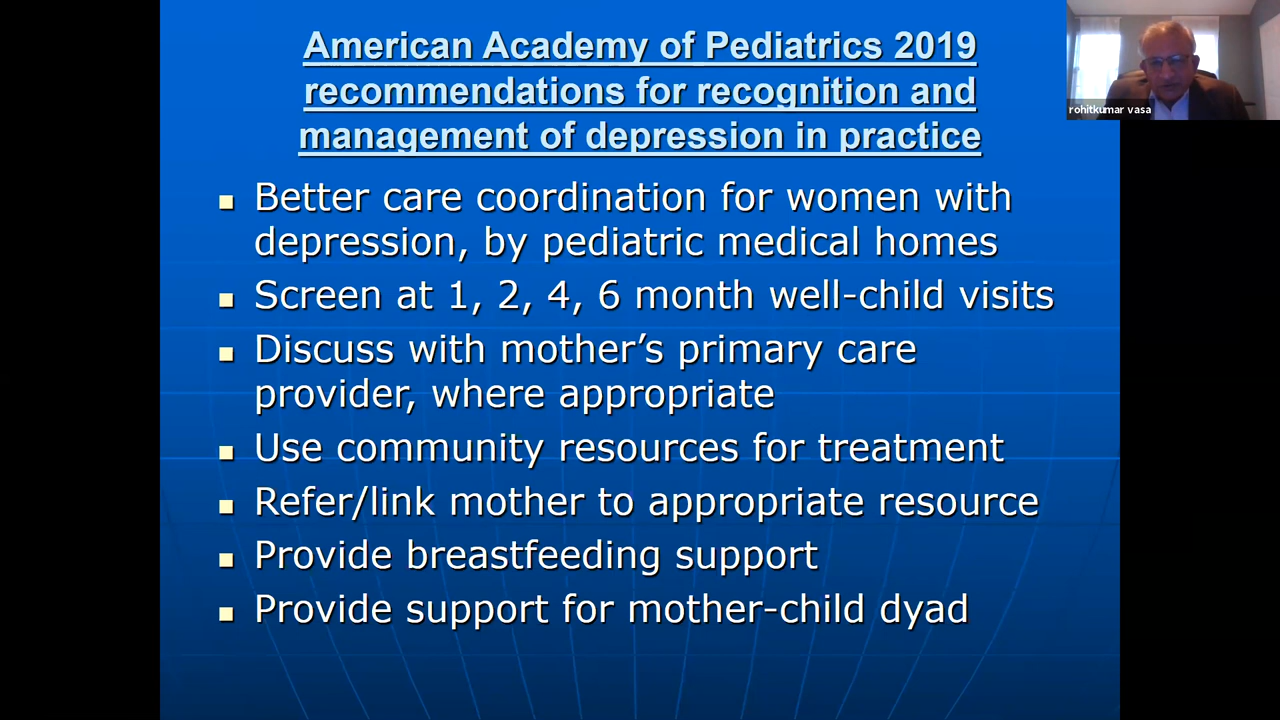 American Academy of Pediatrics 2019
recommendations for recognition and
management of depression in practice
rohitkumar vasa
Better care coordination for women with
depression, by pediatric medical homes
Screen at 1, 2, 4, 6 month well-child visits
Discuss with mother’s primary care
provider, where appropriate
Use community resources for treatment
Refer/link mother to appropriate resource
Provide breastfeeding support
Provide support for mother-child dyad